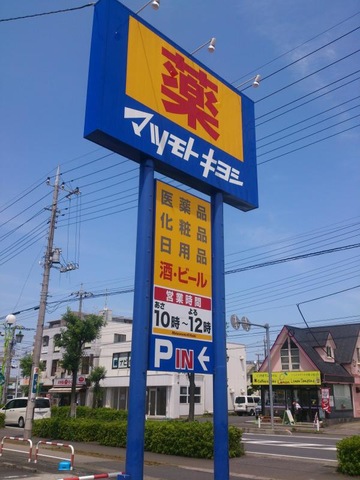 薬
マツモトキヨシ
医薬品
化粧品
日用品
酒・ビール
営業時間
あさ よる
10時～12時
P IN ←